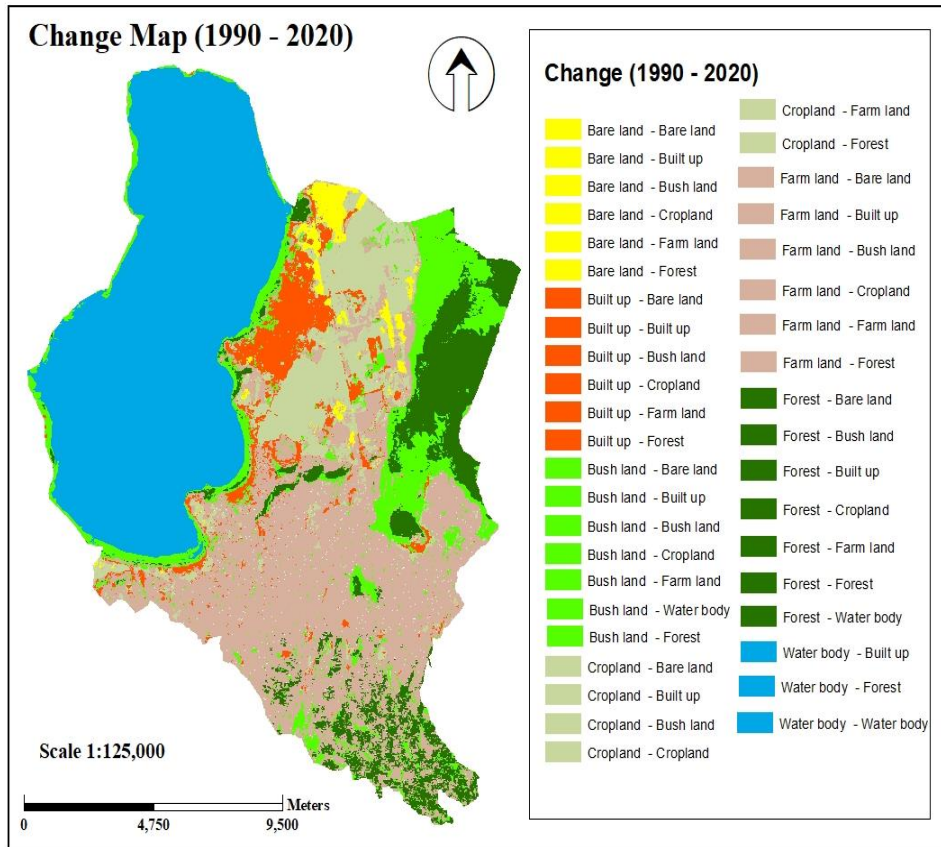 Change Map (1990 - 2020)
Scale 1:125,000
Meters
0 4,750 9,500
Change (1990 - 2020)
Bare land - Bare land
Bare land - Built up
Bare land - Bush land
Bare land - Cropland
Bare land - Farm land
Bare land - Forest
Built up - Bare land
Built up - Built up
Built up - Bush land
Built up - Cropland
Built up - Farm land
Built up - Forest
Bush land - Bare land
Bush land - Built up
Bush land - Bush land
Bush land - Cropland
Bush land - Farm land
Bush land - Water body
Bush land - Forest
Cropland - Bare land
Cropland - Built up
Cropland - Bush land
Cropland - Cropland
Cropland - Farm land
Cropland - Forest
Farm land - Bare land
Farm land - Built up
Farm land - Bush land
Farm land - Cropland
Farm land - Farm land
Farm land - Forest
Forest - Bare land
Forest - Bush land
Forest - Built up
Forest - Cropland
Forest - Farm land
Forest - Forest
Forest - Water body
Water body - Built up
Water body - Forest
Water body - Water body